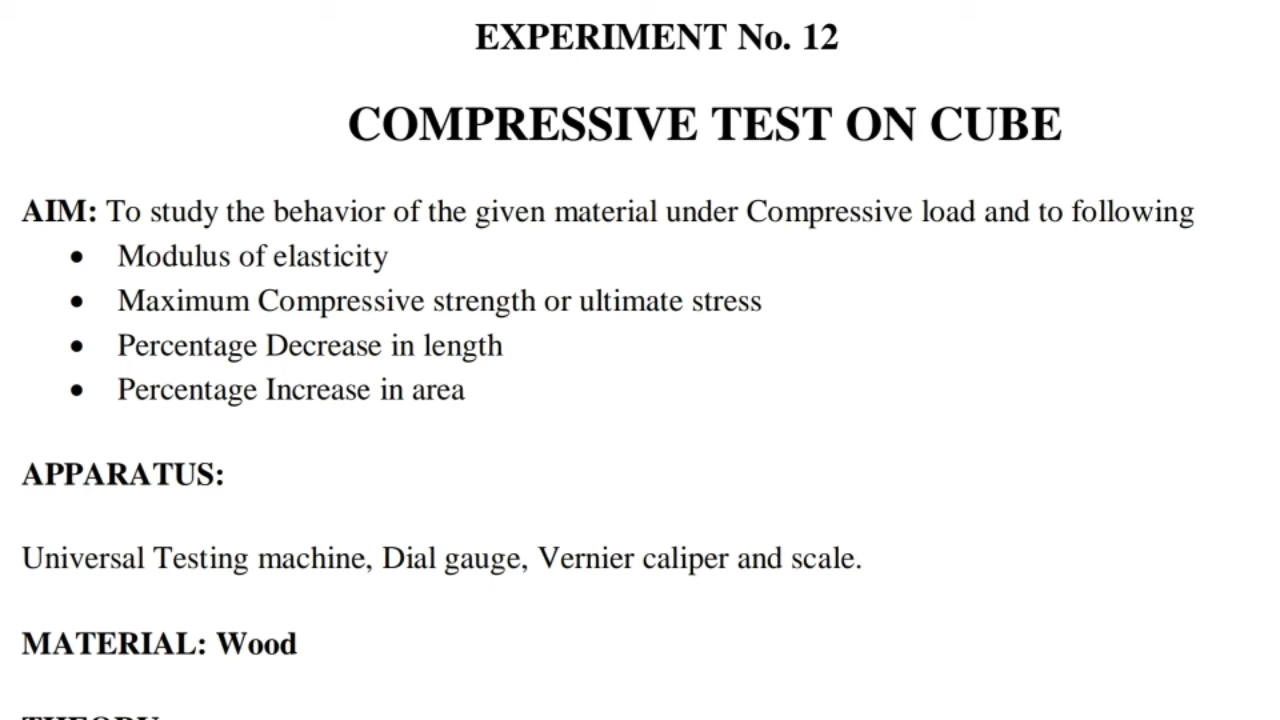 EXPERIMENT No. 12
COMPRESSIVE TEST ON CUBE
AIM: To study the behavior of the given material under Compressive load and to following
• Modulus of elasticity
• Maximum Compressive strength or ultimate stress
• Percentage Decrease in length
• Percentage Increase in area
APPARATUS:
Universal Testing machine, Dial gauge, Vernier caliper and scale.
MATERIAL: Wood
THEORY